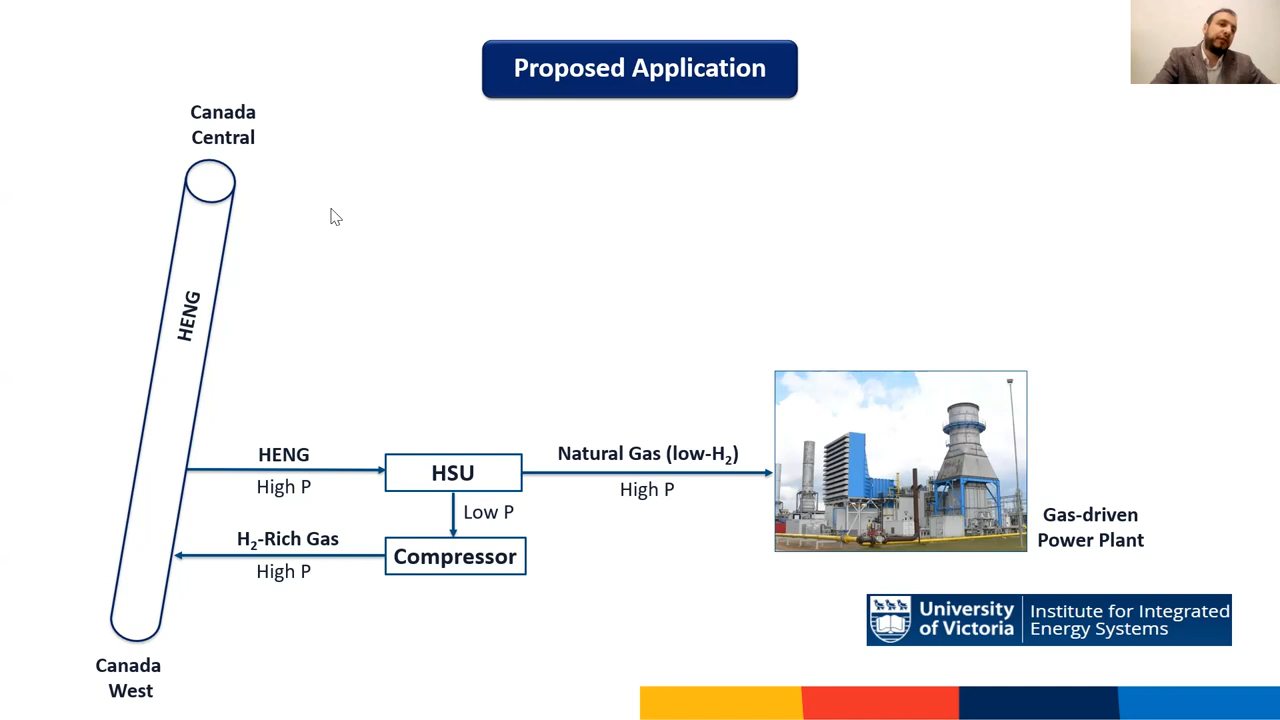 Proposed Application
Canada
Central
HENG
HENG
High P
HSU
Natural Gas (low-H₂)
High P
Low P
H₂-Rich Gas
High P
Compressor
Gas-driven
Power Plant
University
of Victoria
Institute for Integrated
Energy Systems
Canada
West